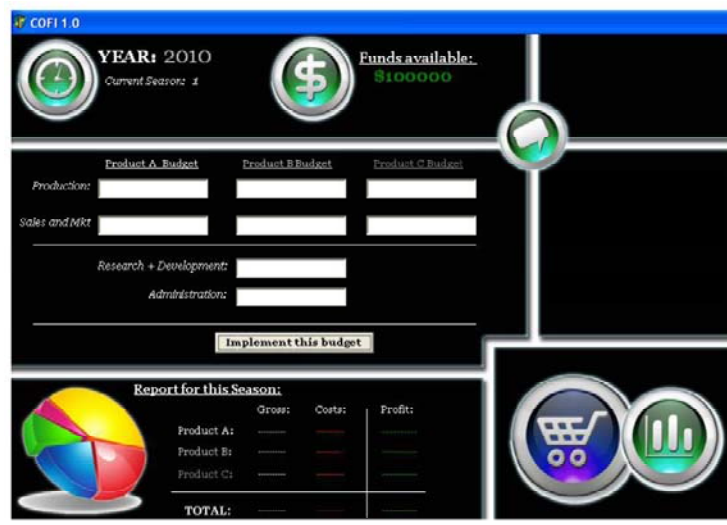 COFI 1.0
YEAR: 2010
Current Season: 1
Funds available:
$100000
Product A Budget Product B Budget Product C Budget
Production:
Sales and Mkt
Research + Development:
Administration:
Implement this budget
Report for this Season:
Gross: Costs: Profit:
Product A: ------ ------ ------
Product B: ------ ------ ------
Product C: ------ ------ ------
TOTAL: ------ ------ ------